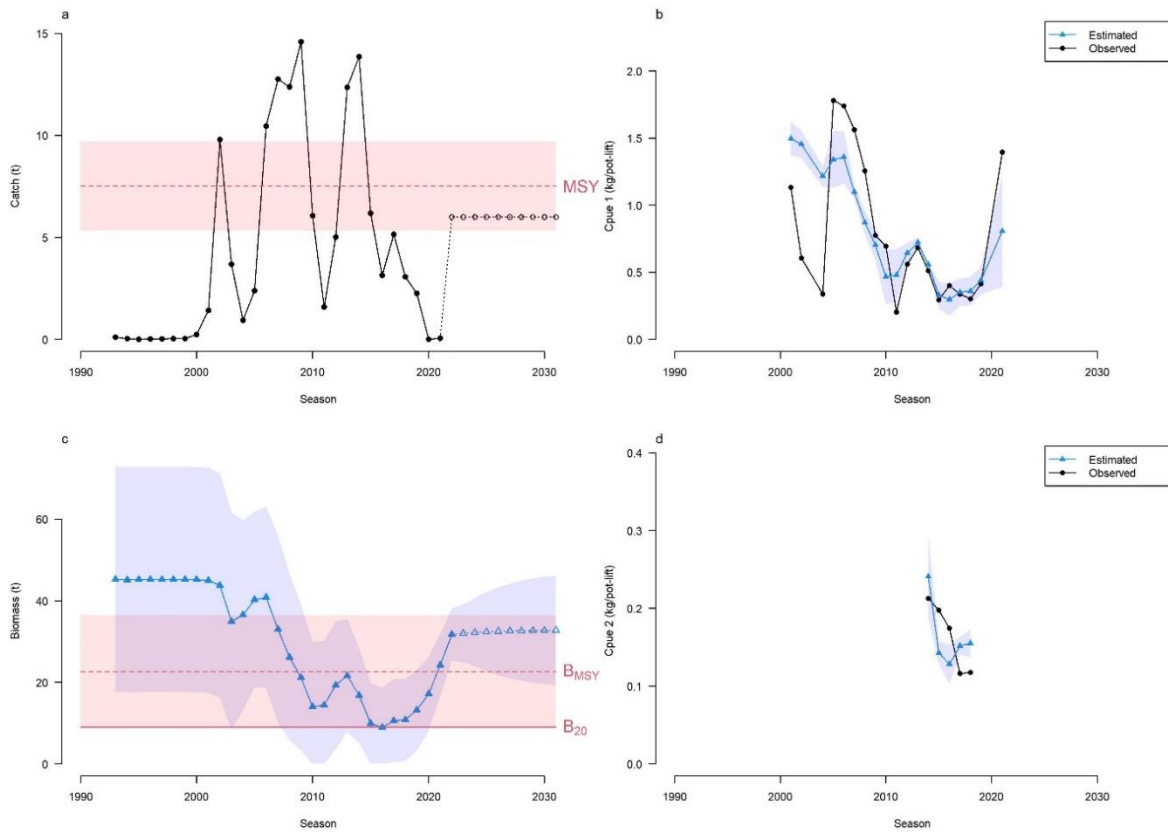 a
Catch (t)
15
10
5
0
MSY
1990 2000 2010 2020 2030
Season
b
Estimated
Observed
Cpue 1 (kg/pot-lift)
2.0
1.5
1.0
0.5
0.0
1990 2000 2010 2020 2030
Season
c
Biomass (t)
60
40
20
0
BMSY
B20
1990 2000 2010 2020 2030
Season
d
Estimated
Observed
Cpue 2 (kg/pot-lift)
0.4
0.3
0.2
0.1
0.0
1990 2000 2010 2020 2030
Season